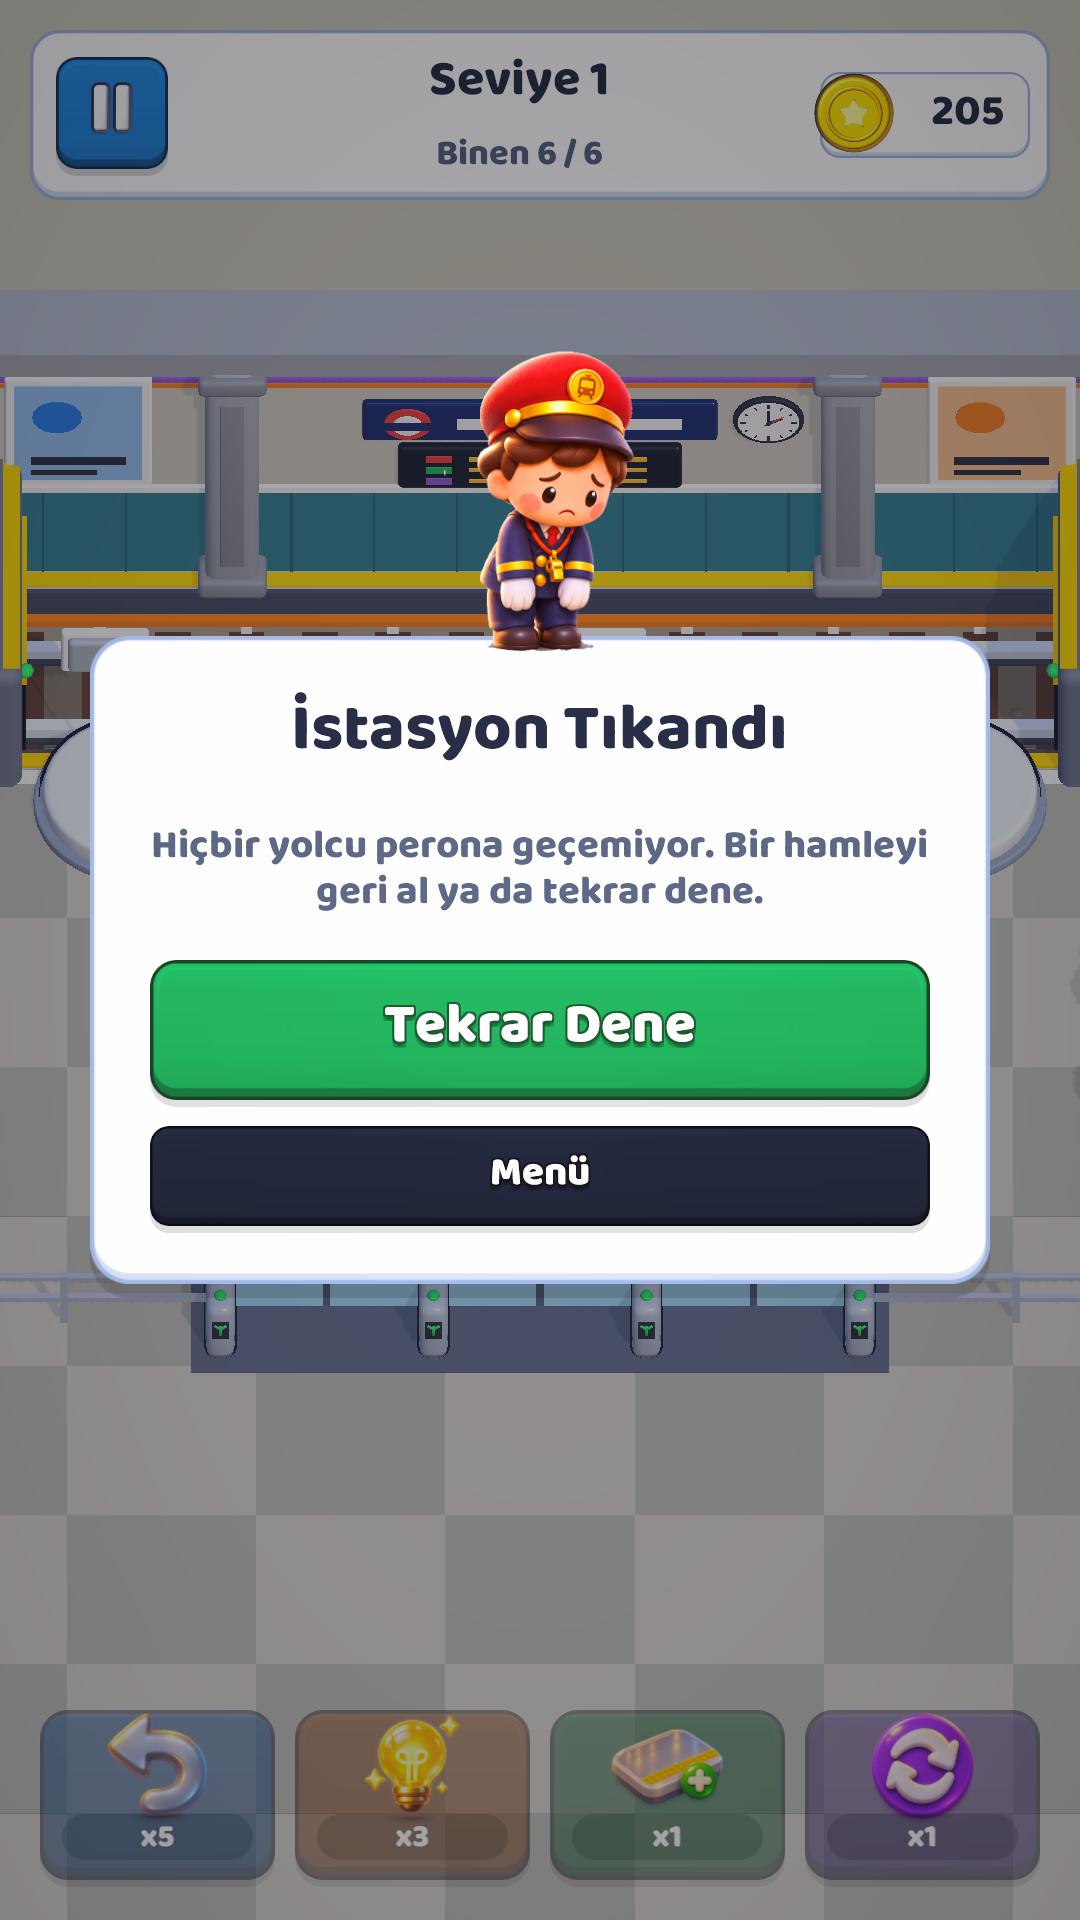 Seviye 1
Binen 6 / 6
205
İstasyon Tıkandı
Hiçbir yolcu perona geçemiyor. Bir hamleyi
geri al ya da tekrar dene.
Tekrar Dene
Menü
x5
x3
x1
x1